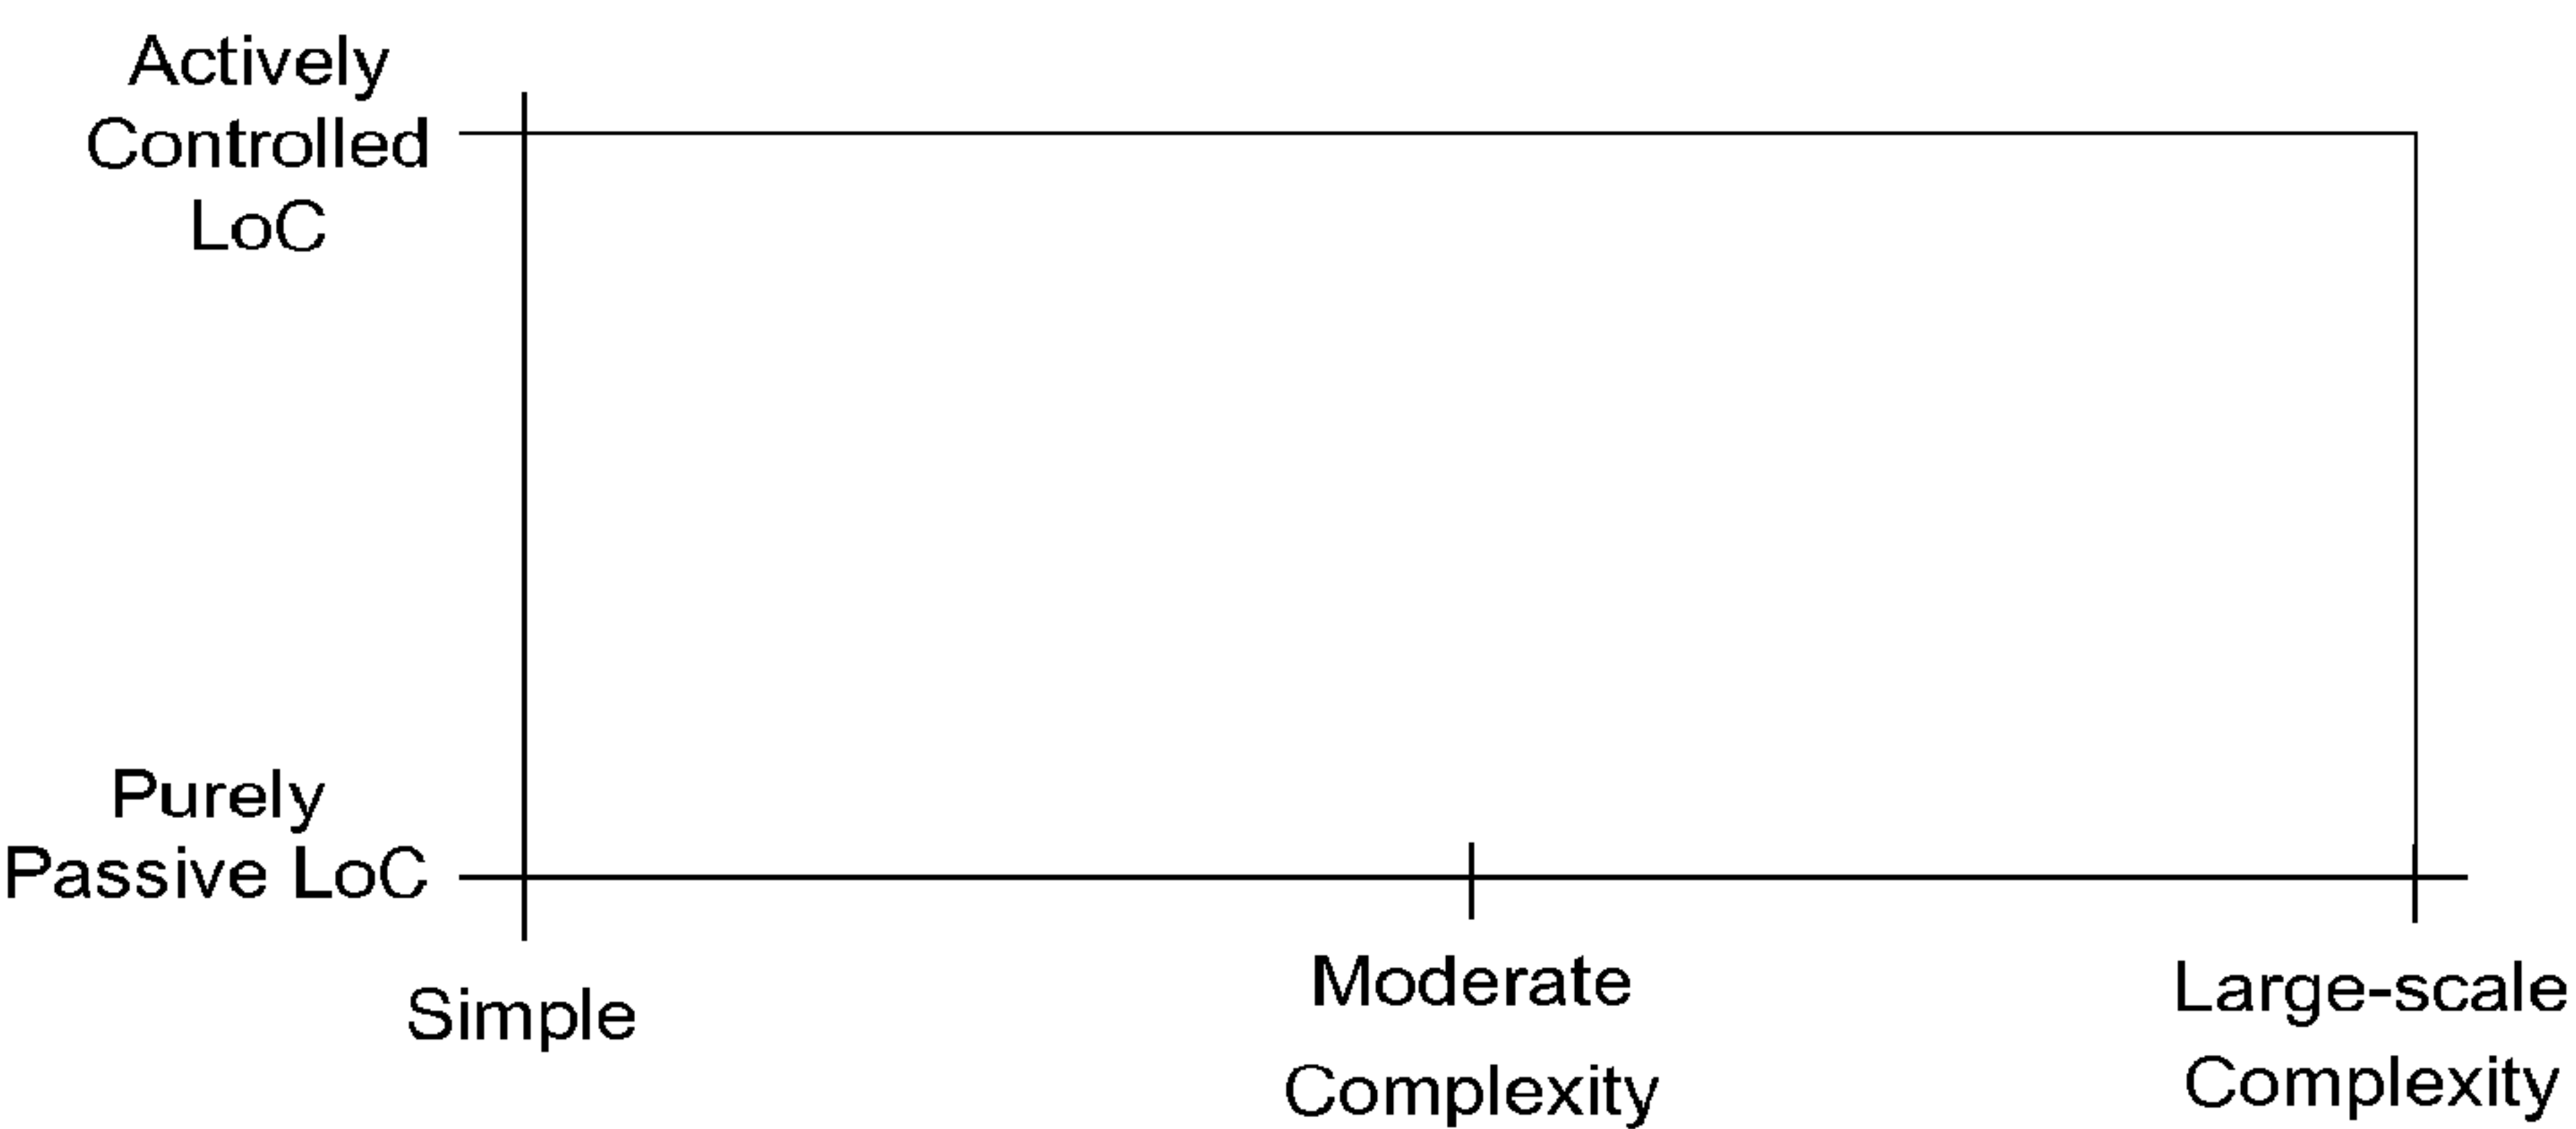 Actively
Controlled
LoC
Purely
Passive LoC
Simple
Moderate
Complexity
Large-scale
Complexity